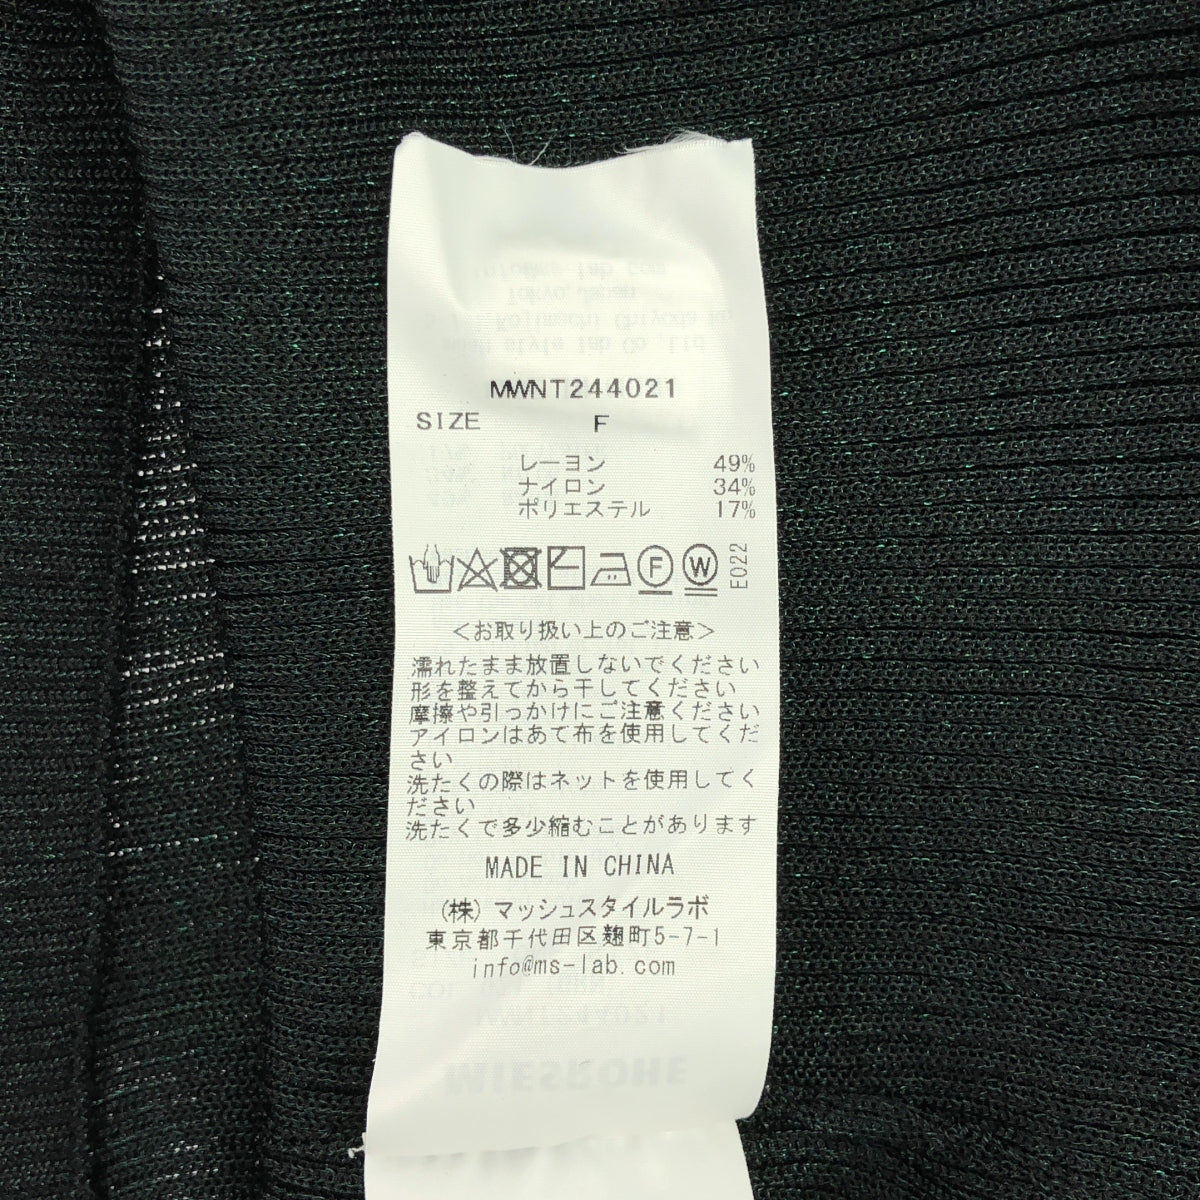 MWNT244021
SIZE F
レーヨン 49%
ナイロン 34%
ポリエステル 17%
F W E022
<お取り扱い上のご注意>
濡れたまま放置しないでください
形を整えてから干してください
摩擦や引っかけにご注意ください
アイロンはあて布を使用してくだ
さい
洗たくの際はネットを使用してく
ださい
洗たくで多少縮むことがあります
MADE IN CHINA
(株) マッシュスタイルラボ
東京都千代田区麹町5-7-1
info@ms-lab.com
MWNT244021
MIESROHE